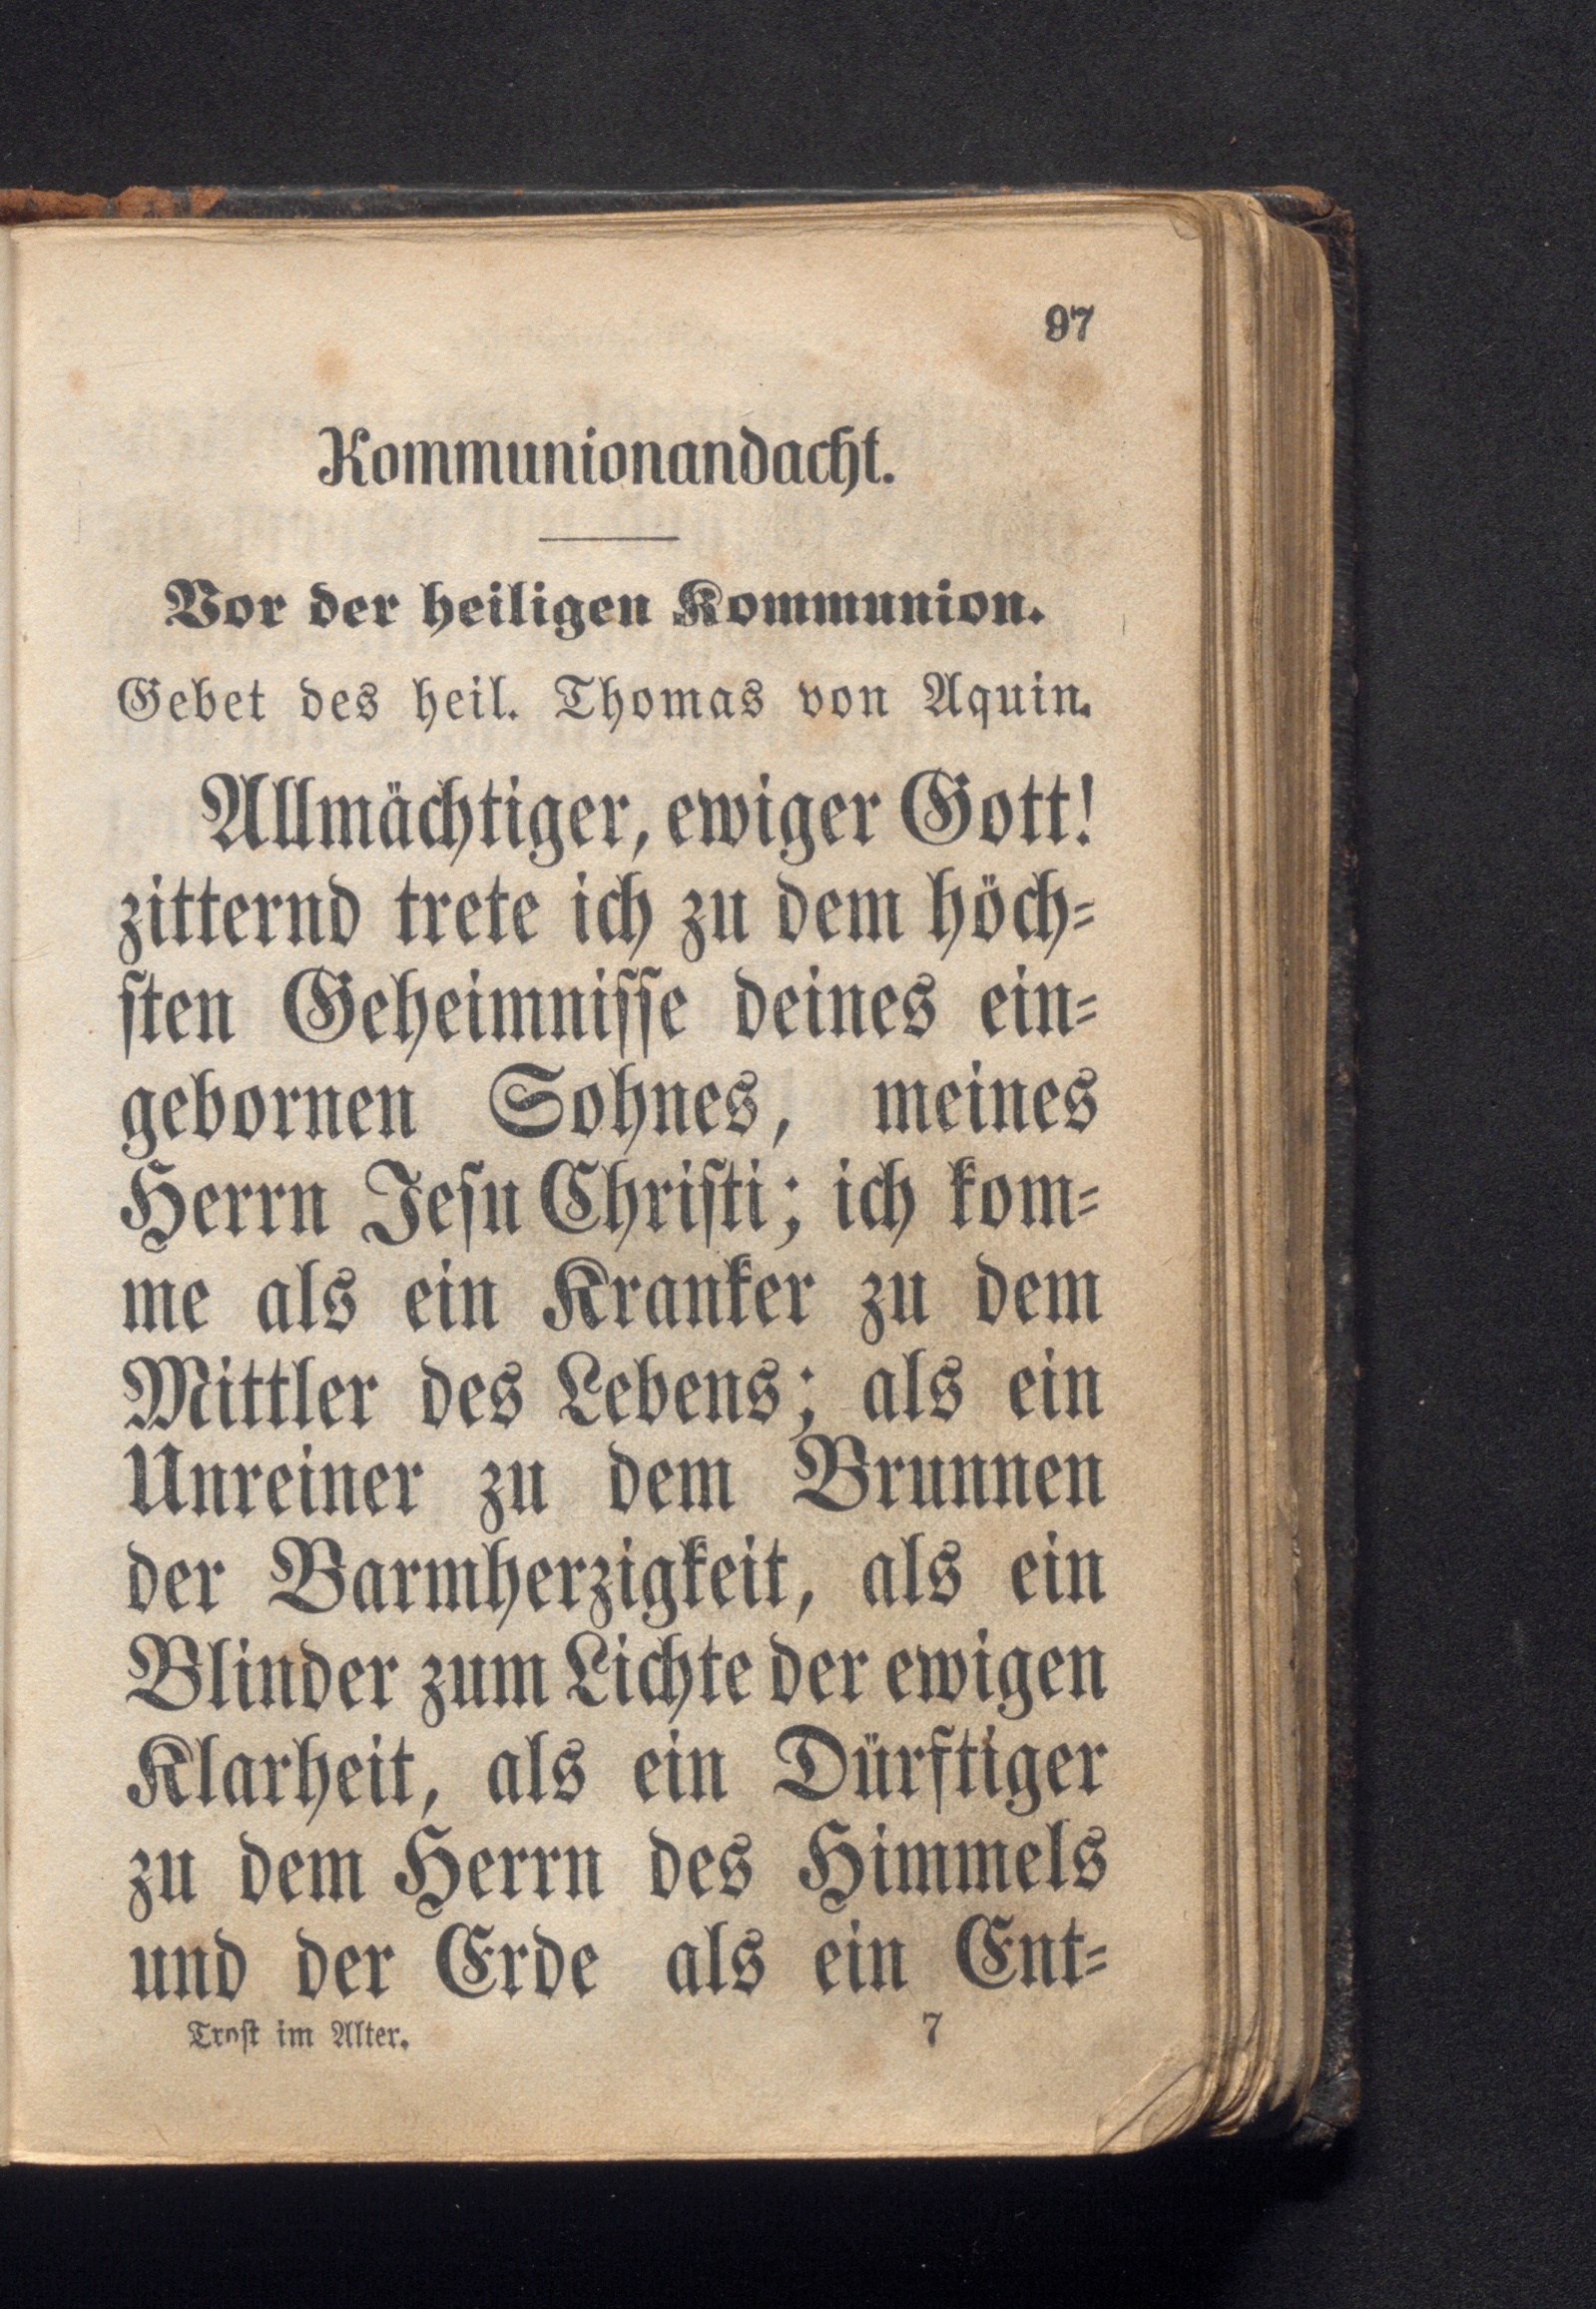 97
Kommunionandacht.
Vor der heiligen Kommunion.
Gebet des heil. Thomas von Aquin.
Allmächtiger, ewiger Gott!
zitternd trete ich zu dem höch-
sten Geheimnisse deines ein-
gebornen Sohnes, meines
Herrn Jesu Christi; ich kom-
me als ein Kranker zu dem
Mittler des Lebens; als ein
Unreiner zu dem Brunnen
der Barmherzigkeit, als ein
Blinder zum Lichte der ewigen
Klarheit, als ein Dürftiger
zu dem Herrn des Himmels
und der Erde als ein Ent-
Trost im Alter. 7